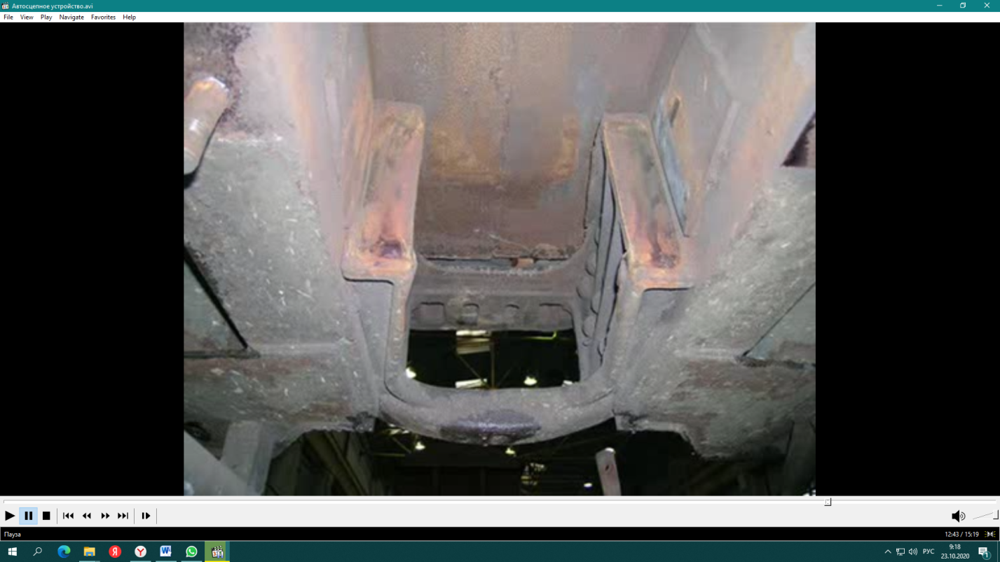 Автосцепное устройство.avi
File View Play Navigate Favorites Help
Пауза
12:43 / 15:19
РУС
9:18
23.10.2020